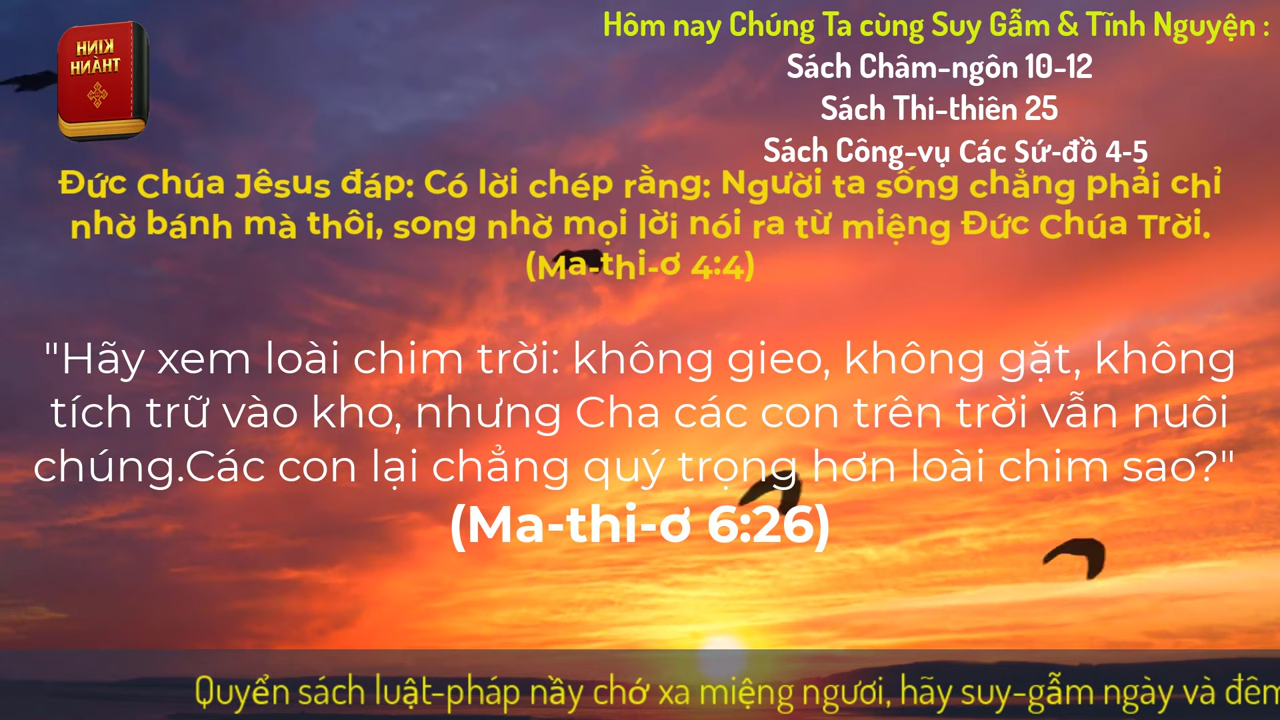 KINH
THÁNH
Hôm nay Chúng Ta cùng Suy Gẫm & Tĩnh Nguyện :
Sách Châm-ngôn 10-12
Sách Thi-thiên 25
Sách Công-vụ Các Sứ-đồ 4-5
Đức Chúa Jêsus đáp: Có lời chép rằng: Người ta sống chẳng phải chỉ
nhờ bánh mà thôi, song nhờ mọi lời nói ra từ miệng Đức Chúa Trời.
(Ma-thi-ơ 4:4)
"Hãy xem loài chim trời: không gieo, không gặt, không
tích trữ vào kho, nhưng Cha các con trên trời vẫn nuôi
chúng.Các con lại chẳng quý trọng hơn loài chim sao?"
(Ma-thi-ơ 6:26)
Quyển sách luật-pháp nầy chớ xa miệng ngươi, hãy suy-gẫm ngày và đêm